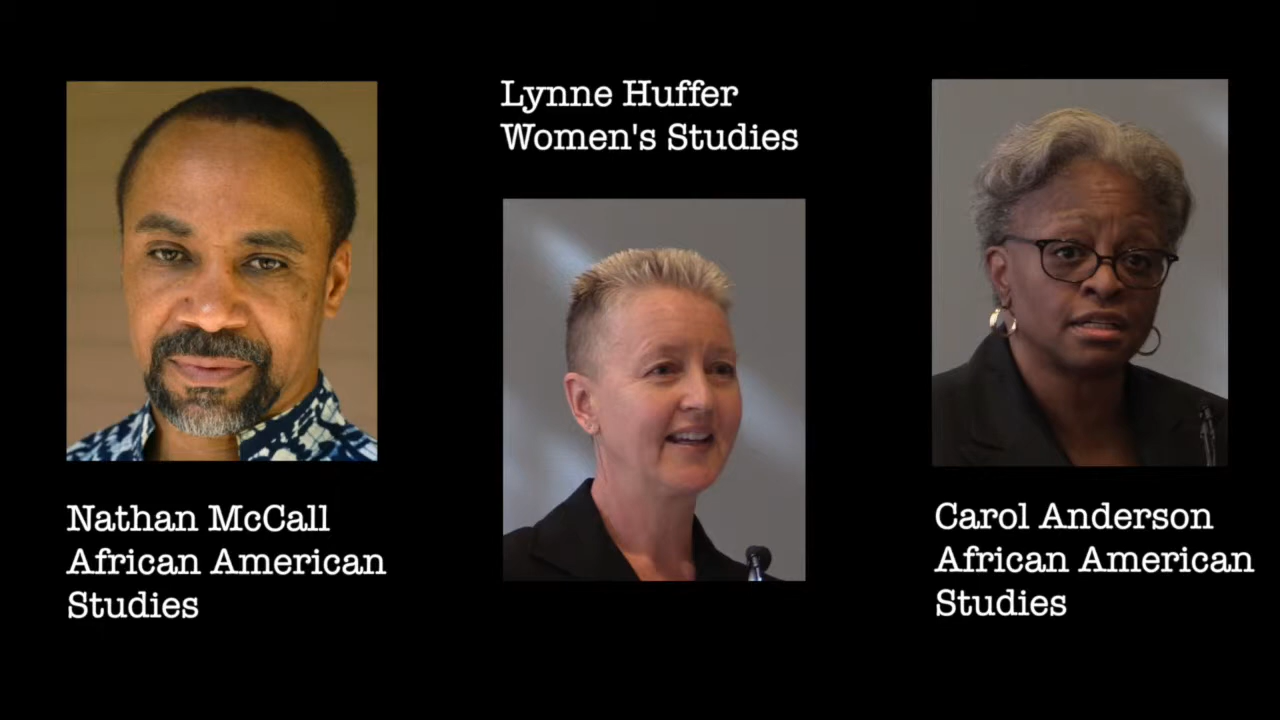 Lynne Huffer
Women's Studies
Nathan McCall
African American
Studies
Carol Anderson
African American
Studies